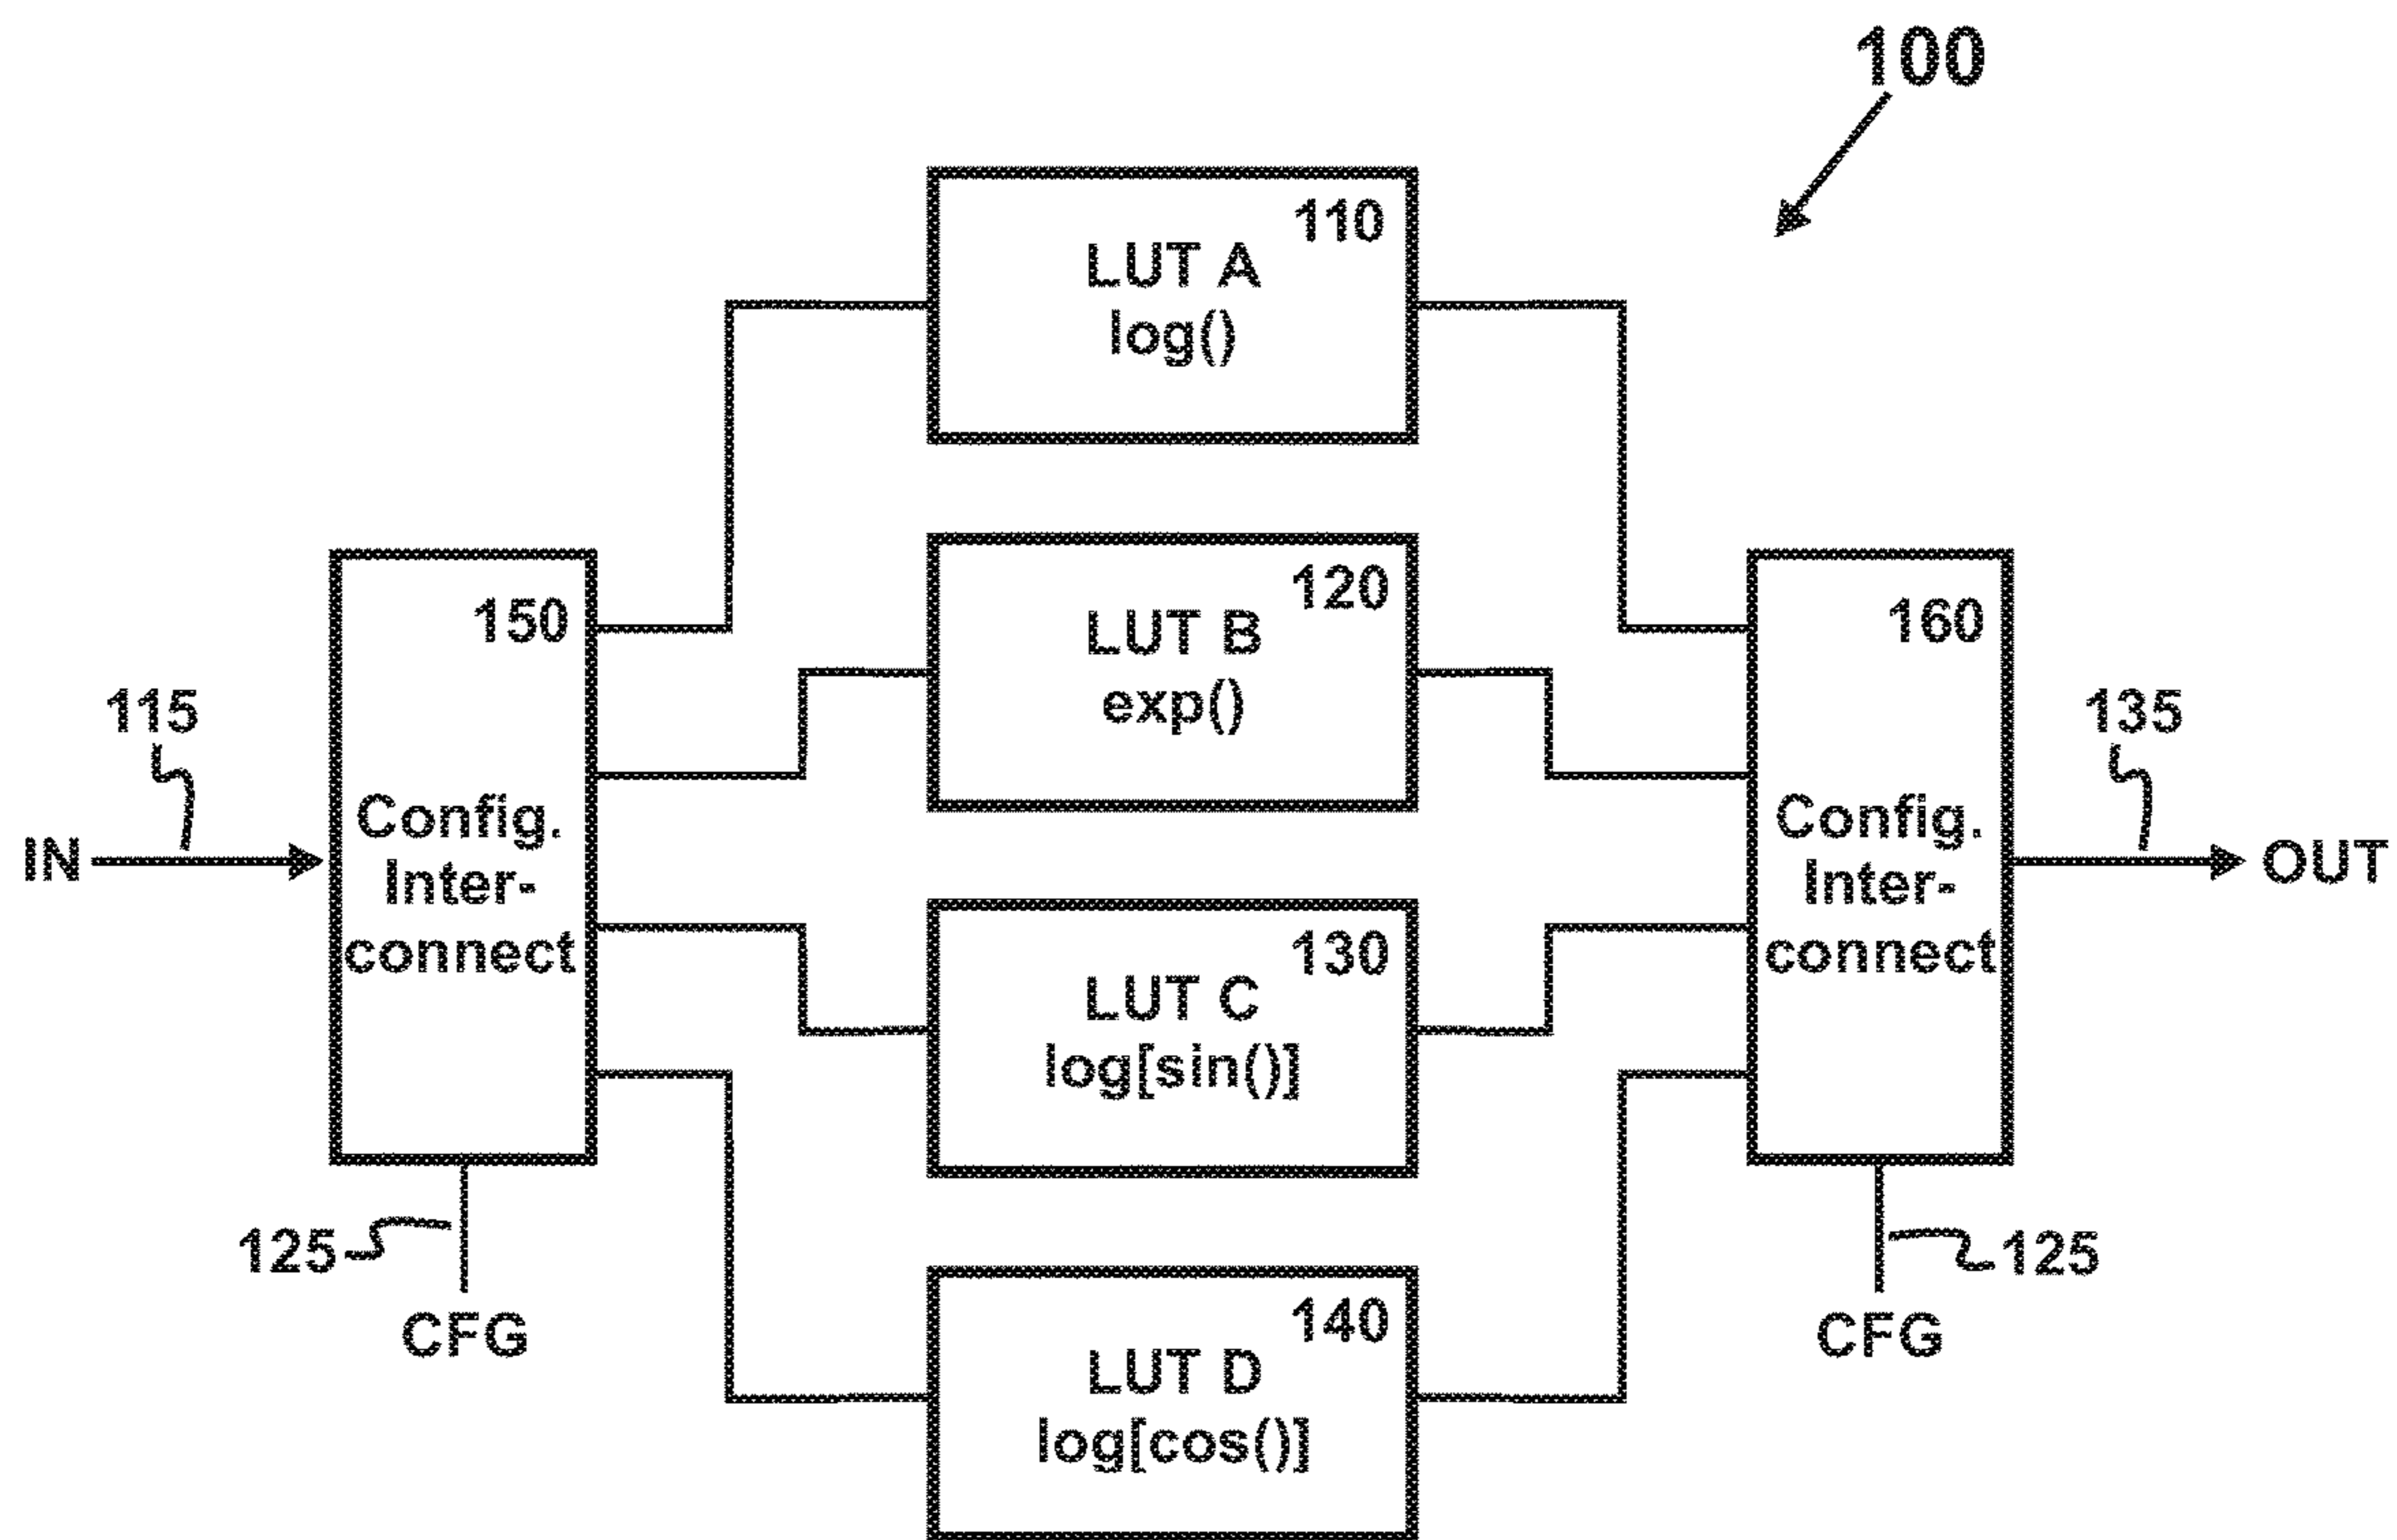 100
110
LUT A
log()
120
LUT B
exp()
130
LUT C
log[sin()]
140
LUT D
log[cos()]
150
Config.
Inter-
connect
160
Config.
Inter-
connect
115
IN
135
OUT
125
CFG
125
CFG